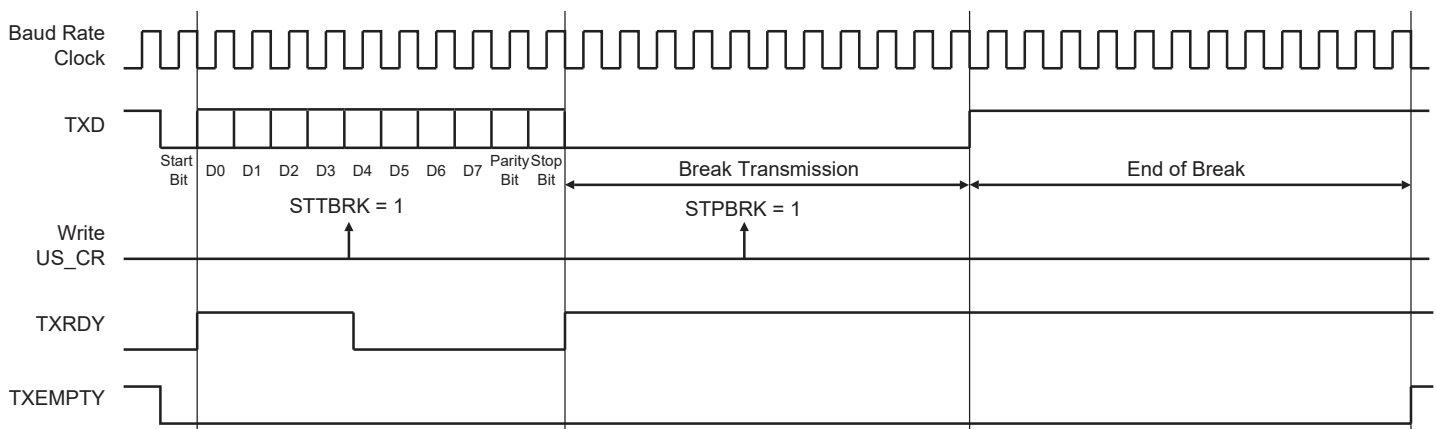 Baud Rate
Clock
TXD
Start
Bit
D0 D1 D2 D3 D4 D5 D6 D7
Parity
Bit
Stop
Bit
Break Transmission
End of Break
STTBRK = 1
STPBRK = 1
Write
US_CR
TXRDY
TXEMPTY